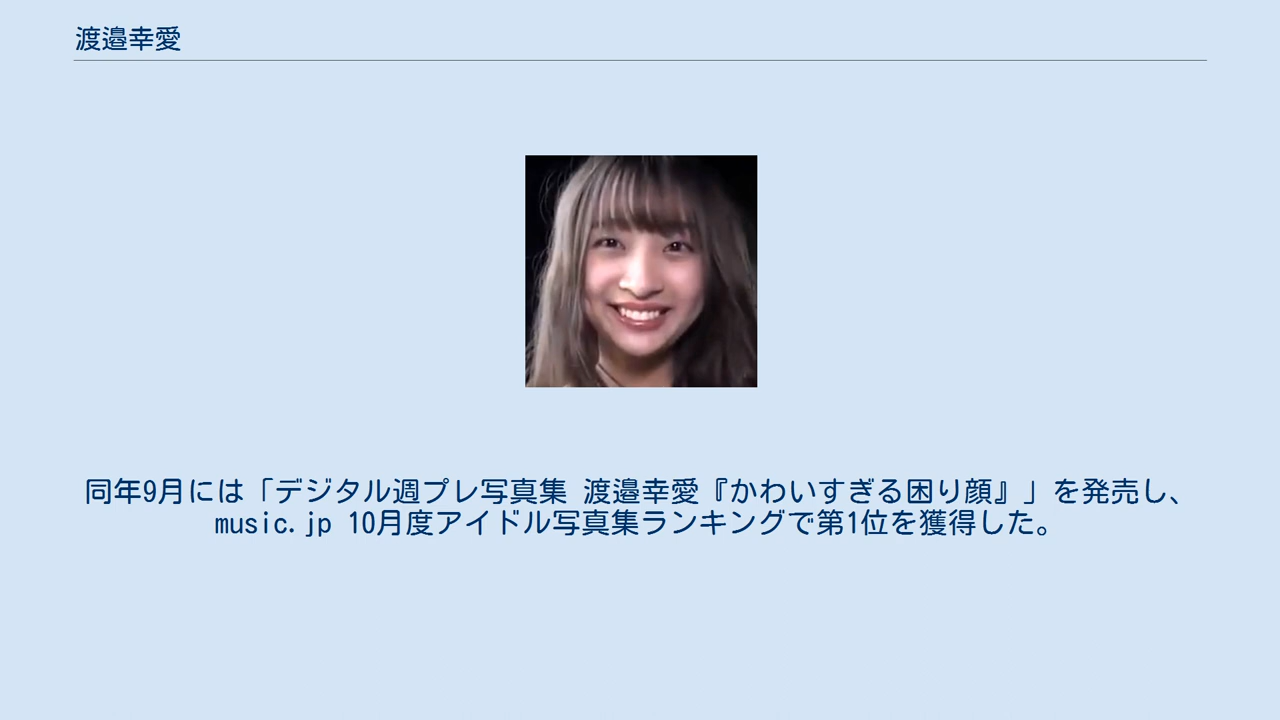 渡邉幸愛
同年9月には「デジタル週プレ写真集 渡邉幸愛『かわいすぎる困り顔』」を発売し、
music.jp 10月度アイドル写真集ランキングで第1位を獲得した。